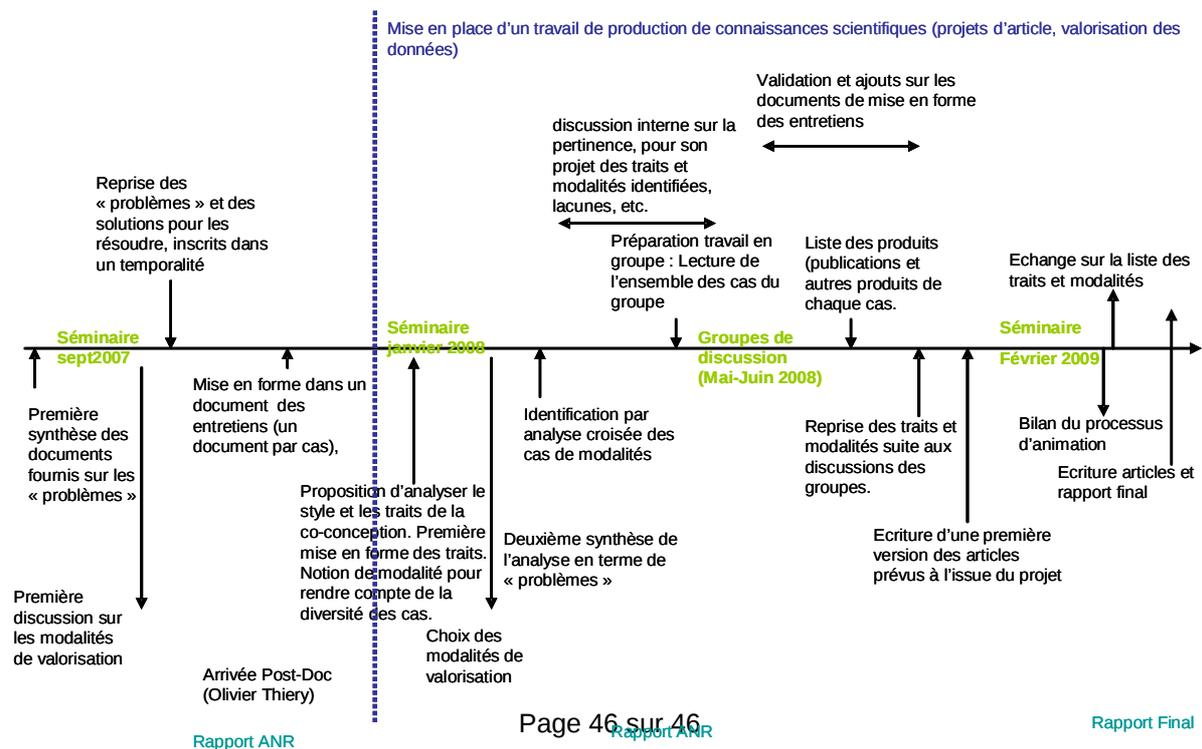 Mise en place d’un travail de production de connaissances scientifiques (projets d’article, valorisation des
données)
Validation et ajouts sur les
documents de mise en forme
des entretiens
discussion interne sur la
pertinence, pour son
projet des traits et
modalités identifiées,
lacunes, etc.
Reprise des
« problèmes » et des
solutions pour les
résoudre, inscrits dans
un temporalité
Préparation travail en
groupe : Lecture de
l’ensemble des cas du
groupe
Liste des produits
(publications et
autres produits de
chaque cas.
Echange sur la liste des
traits et modalités
Séminaire
sept2007
Séminaire
janvier 2008
Groupes de
discussion
(Mai-Juin 2008)
Séminaire
Février 2009
Première
synthèse des
documents
fournis sur les
« problèmes »
Mise en forme dans un
document des
entretiens (un
document par cas),
Identification par
analyse croisée des
cas de modalités
Reprise des traits et
modalités suite aux
discussions des
groupes.
Bilan du processus
d’animation
Ecriture articles et
rapport final
Proposition d’analyser le
style et les traits de la
co-conception. Première
mise en forme des traits.
Notion de modalité pour
rendre compte de la
diversité des cas.
Deuxième synthèse de
l’analyse en terme de
« problèmes »
Ecriture d’une première
version des articles
prévus à l’issue du projet
Première
discussion sur
les modalités
de valorisation
Choix des
modalités de
valorisation
Arrivée Post-Doc
(Olivier Thiery)
Rapport ANR
Page 46 sur 46
Rapport ANR
Rapport Final